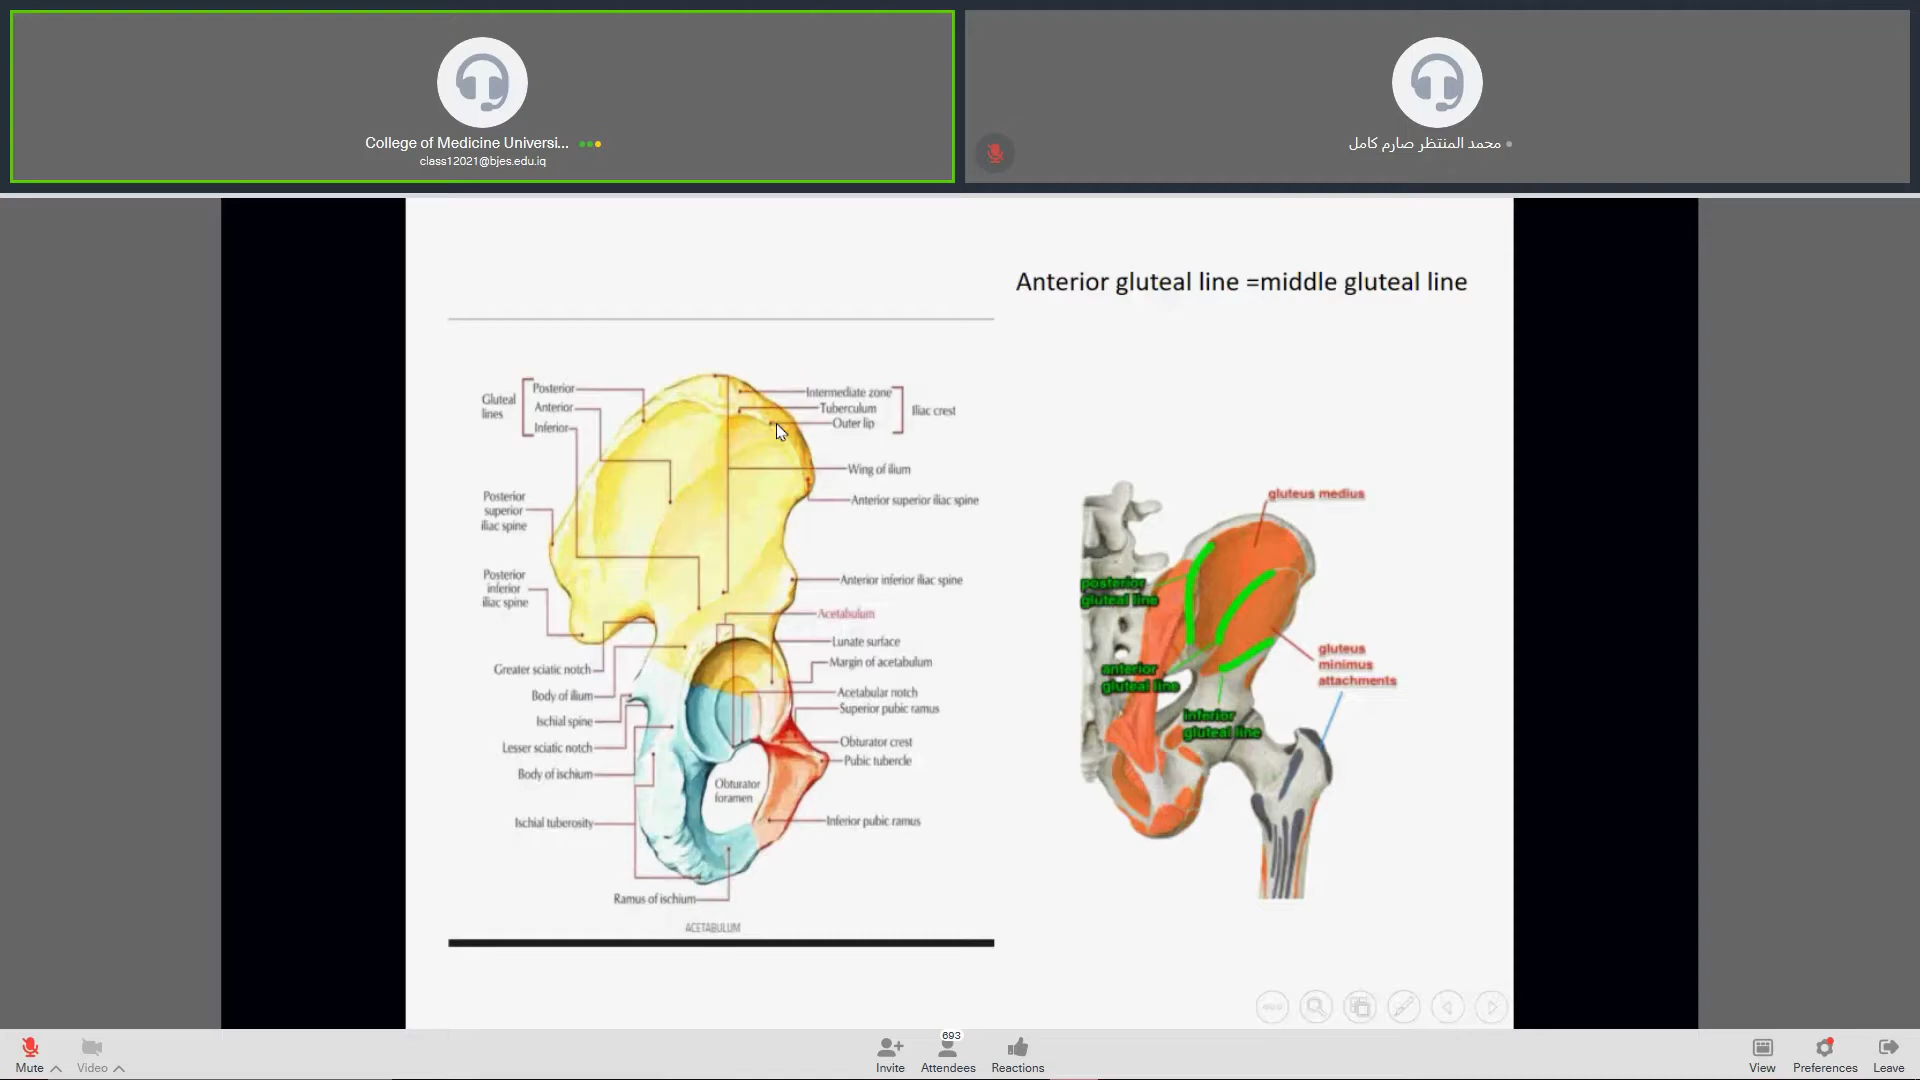 College of Medicine Universi...
class12021@bjes.edu.iq
محمد المنتظر صارم كامل
Anterior gluteal line =middle gluteal line
Gluteal
lines
Posterior
Anterior
Inferior
Intermediate zone
Tuberculum
Outer lip
Iliac crest
Wing of ilium
Anterior superior iliac spine
Posterior
superior
iliac spine
Posterior
inferior
iliac spine
Anterior inferior iliac spine
Acetabulum
Lunate surface
Margin of acetabulum
Greater sciatic notch
Body of ilium
Acetabular notch
Superior pubic ramus
Ischial spine
Lesser sciatic notch
Obturator crest
Pubic tubercle
Body of ischium
Obturator
foramen
Ischial tuberosity
Inferior pubic ramus
Ramus of ischium
ACETABULUM
gluteus medius
posterior
gluteal line
anterior
gluteal line
inferior
gluteal line
gluteus
minimus
attachments
Mute
Video
Invite
693
Attendees
Reactions
View
Preferences
Leave